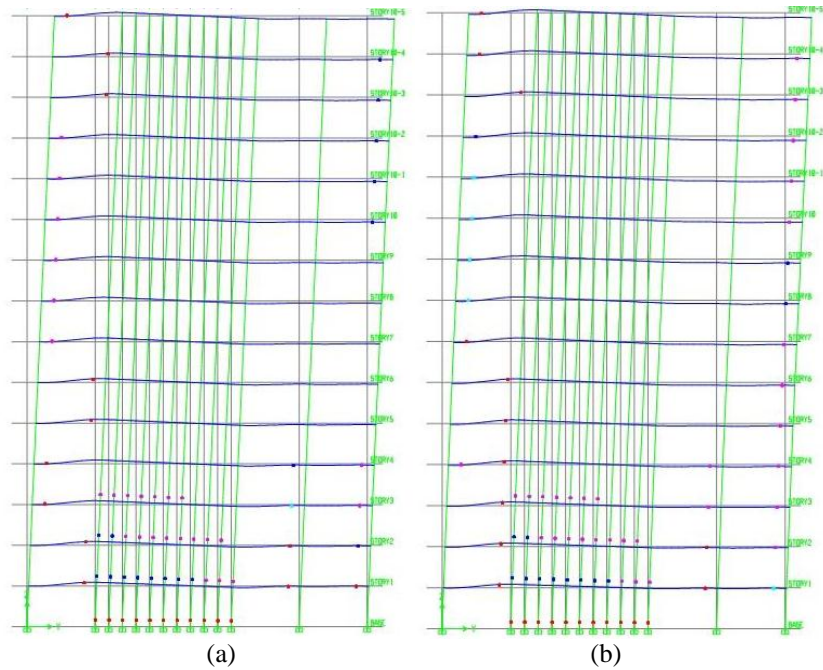 STORY10-5 STORY10-5
STORY10-4 STORY10-4
STORY10-3 STORY10-3
STORY10-2 STORY10-2
STORY10-1 STORY10-1
STORY10 STORY10
STORY9 STORY9
STORY8 STORY8
STORY7 STORY7
STORY6 STORY6
STORY5 STORY5
STORY4 STORY4
STORY3 STORY3
STORY2 STORY2
STORY1 STORY1
BASE BASE
Y Y
(a) (b)